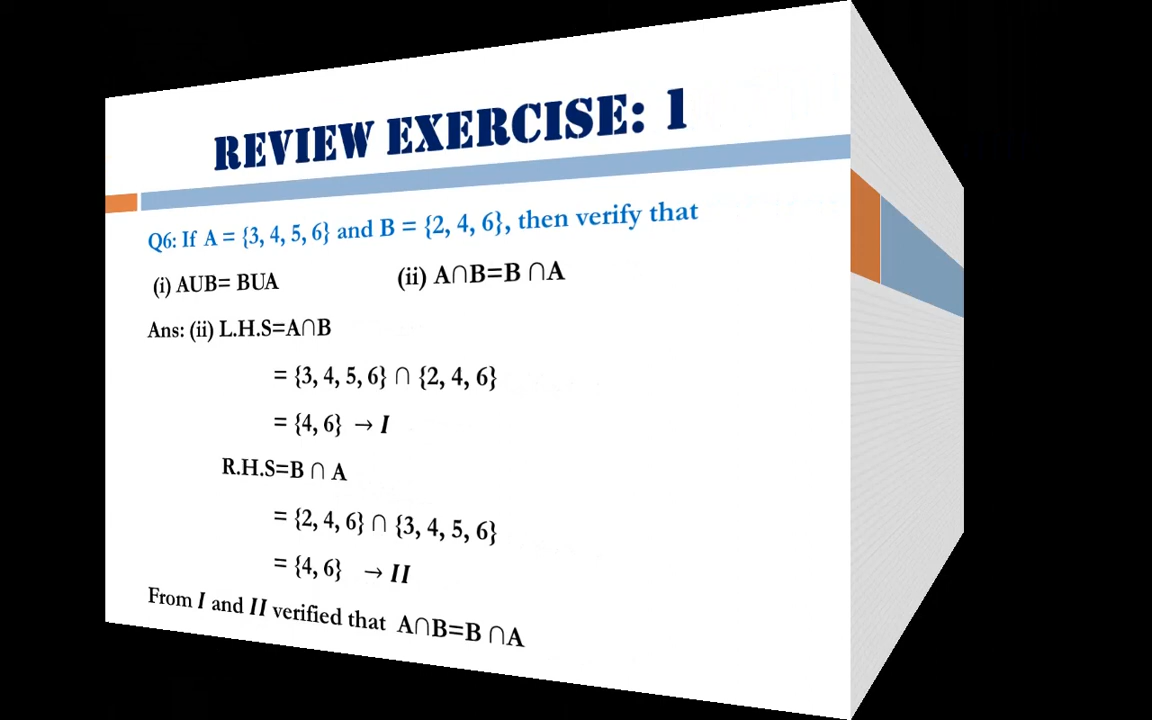 REVIEW EXERCISE: 1
Q6: If A = {3, 4, 5, 6} and B = {2, 4, 6}, then verify that
(i) AUB= BUA (ii) A∩B=B ∩A
Ans: (ii) L.H.S=A∩B
= {3, 4, 5, 6} ∩ {2, 4, 6}
= {4, 6} → I
R.H.S=B ∩ A
= {2, 4, 6} ∩ {3, 4, 5, 6}
= {4, 6} → II
From I and II verified that A∩B=B ∩A